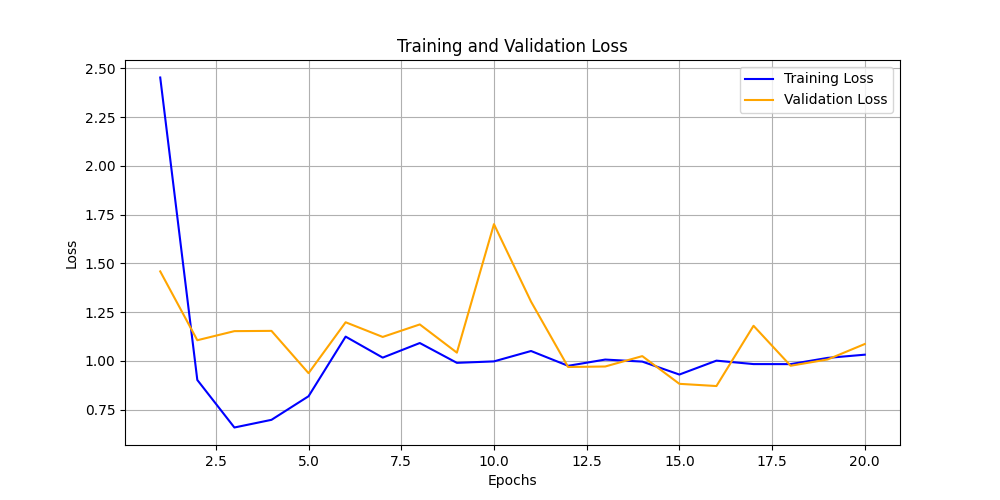 Training and Validation Loss
Training Loss
Validation Loss
Loss
2.50
2.25
2.00
1.75
1.50
1.25
1.00
0.75
2.5 5.0 7.5 10.0 12.5 15.0 17.5 20.0
Epochs